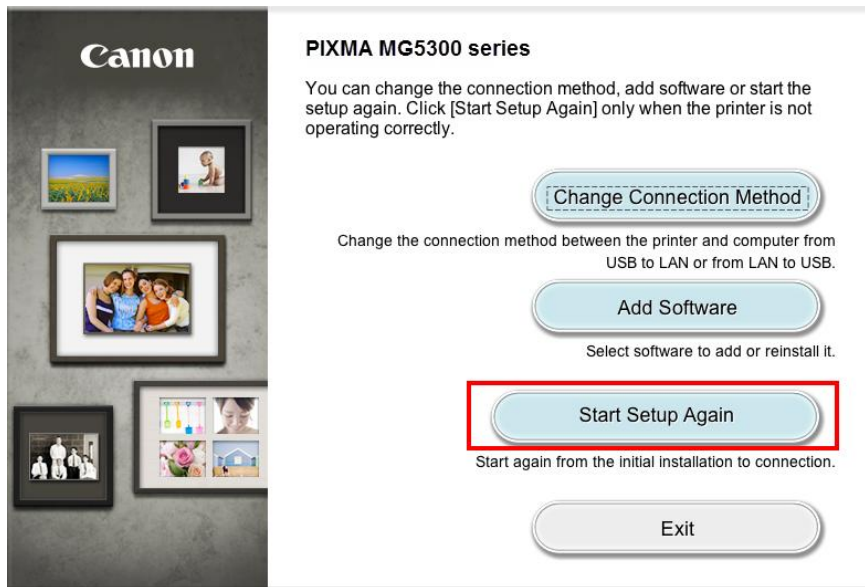 Canon
PIXMA MG5300 series
You can change the connection method, add software or start the
setup again. Click [Start Setup Again] only when the printer is not
operating correctly.
Change Connection Method
Change the connection method between the printer and computer from
USB to LAN or from LAN to USB.
Add Software
Select software to add or reinstall it.
Start Setup Again
Start again from the initial installation to connection.
Exit